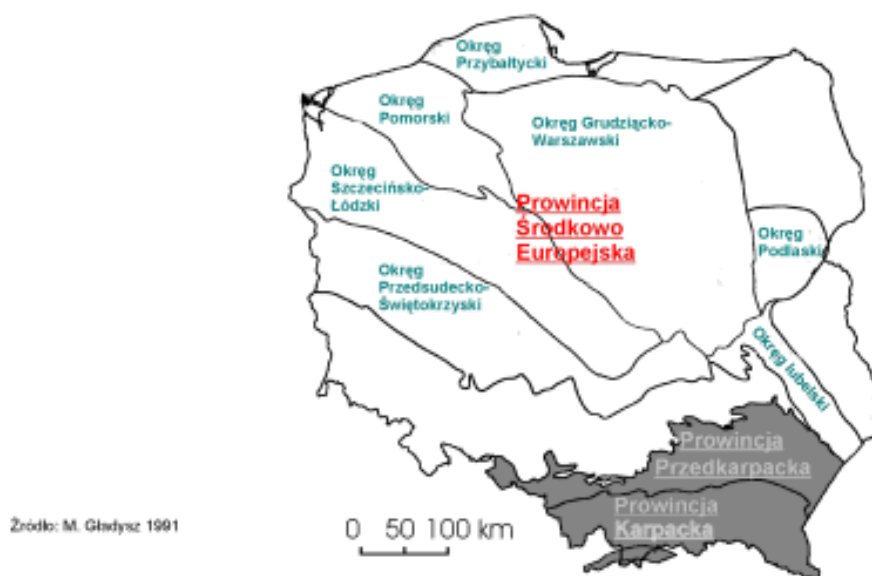 Okręg
Przybałtycki
Okręg
Pomorski
Okręg Grudziącko-
Warszawski
Okręg
Szczecińsko-
Łódzki
Prowincja
Środkowo
Europejska
Okręg
Podlaski
Okręg
Przedsudecko-
Świętokrzyski
Okręg lubelski
Prowincja
Przedkarpacka
Prowincja
Karpacka
Źródło: M. Gładysz 1991
0 50 100 km